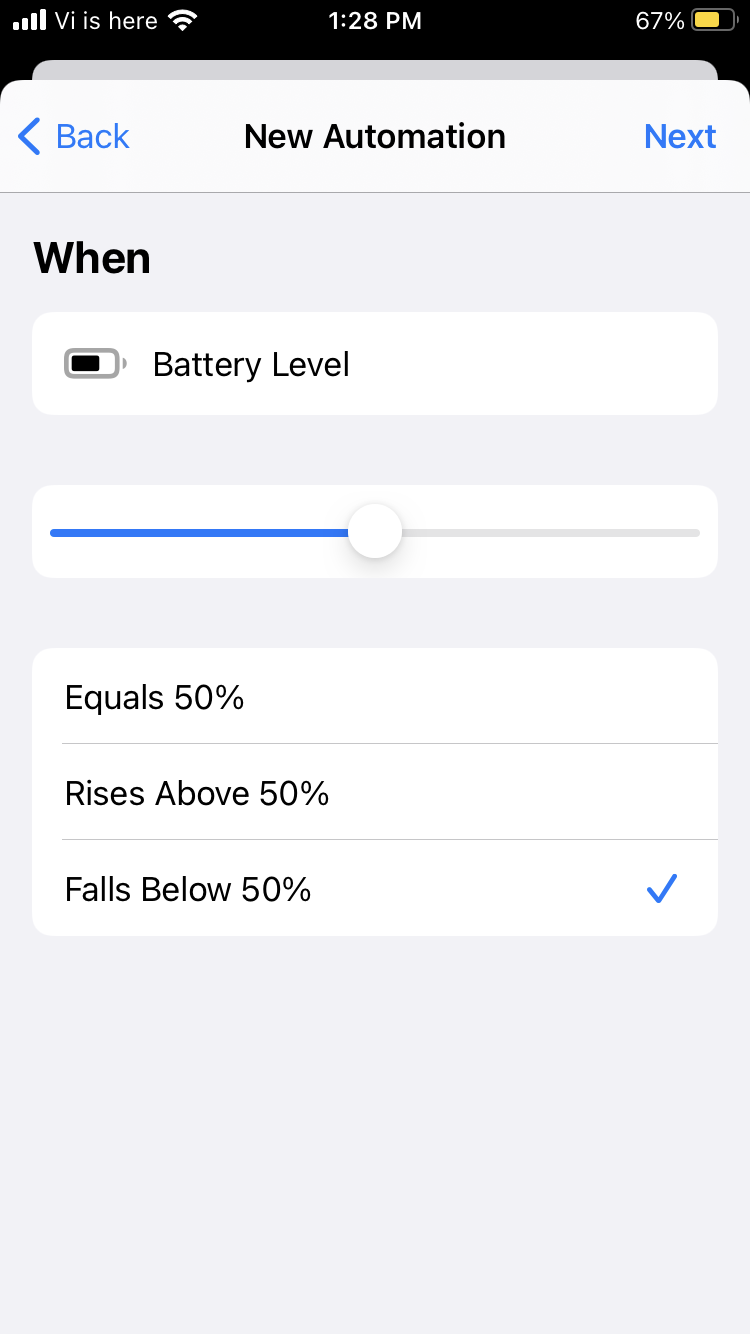 Vi is here 1:28 PM 67%
Back New Automation Next
When
Battery Level
Equals 50%
Rises Above 50%
Falls Below 50%